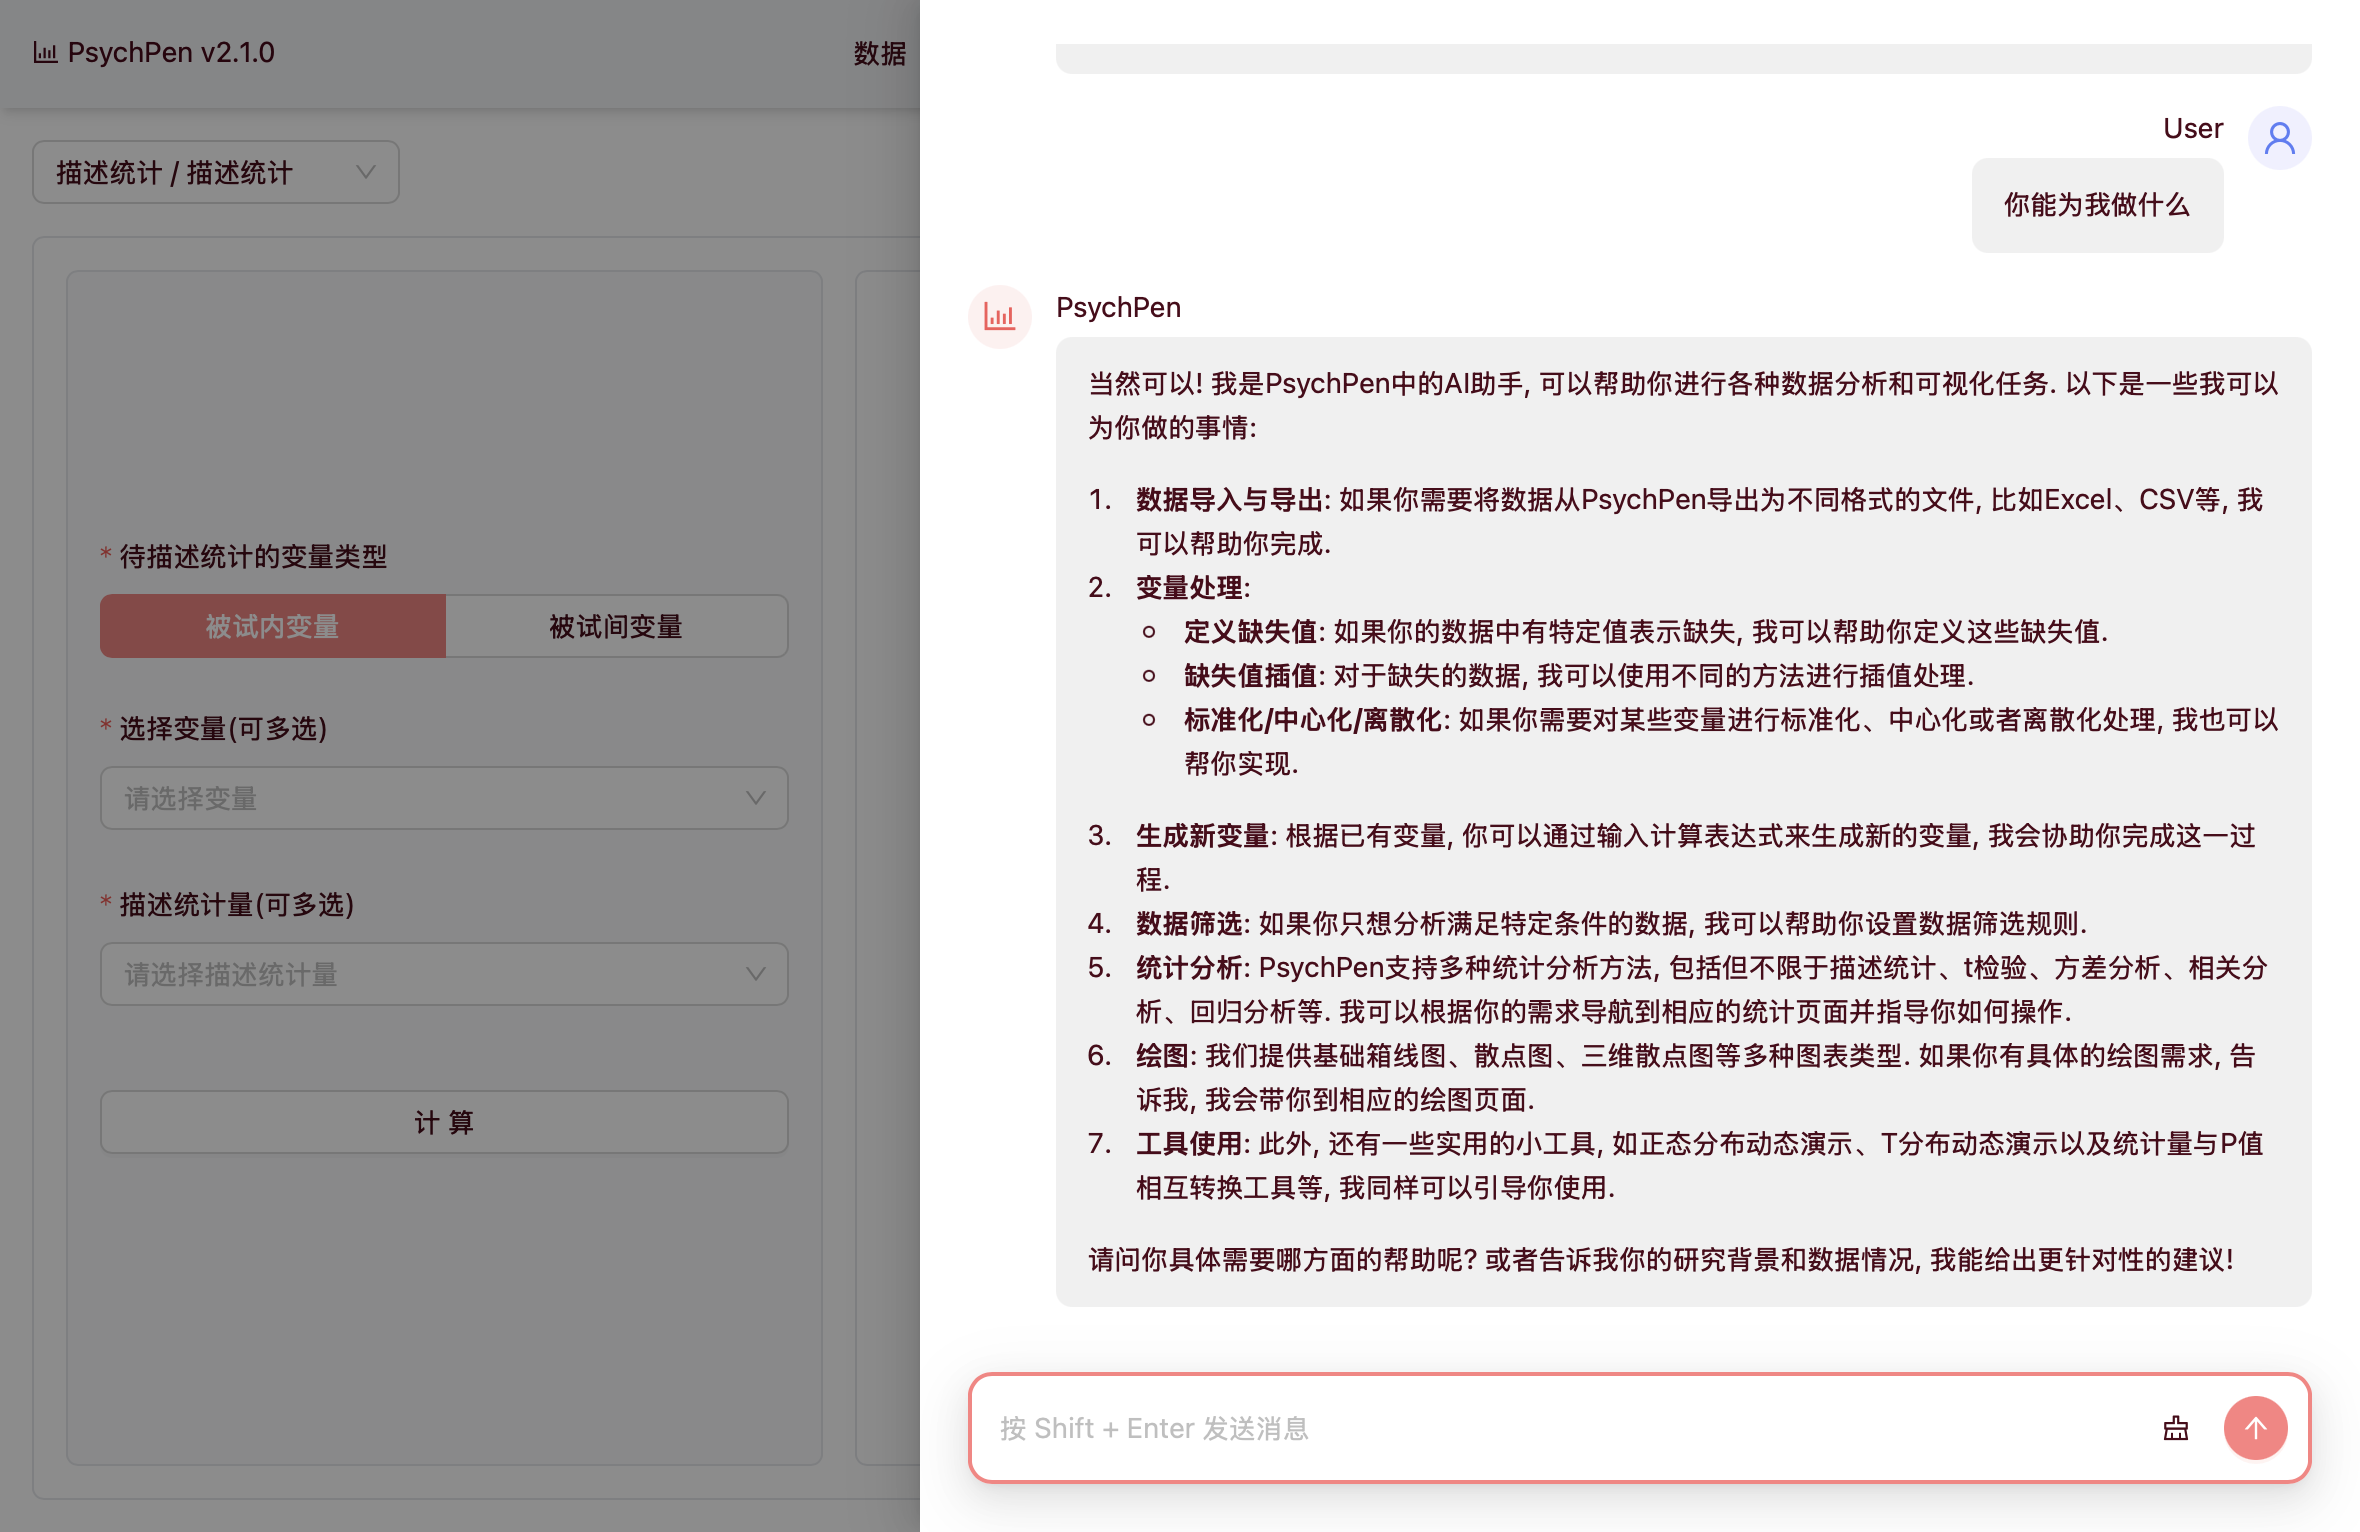 PsychPen v2.1.0
数据
描述统计 / 描述统计
* 待描述统计的变量类型
被试内变量
被试间变量
* 选择变量(可多选)
请选择变量
* 描述统计量(可多选)
请选择描述统计量
计 算
User
你能为我做什么
PsychPen
当然可以! 我是PsychPen中的AI助手, 可以帮助你进行各种数据分析和可视化任务. 以下是一些我可以
为你做的事情:
1. 数据导入与导出: 如果你需要将数据从PsychPen导出为不同格式的文件, 比如Excel、CSV等, 我
可以帮助你完成.
2. 变量处理:
定义缺失值: 如果你的数据中有特定值表示缺失, 我可以帮助你定义这些缺失值.
缺失值插值: 对于缺失的数据, 我可以使用不同的方法进行插值处理.
标准化/中心化/离散化: 如果你需要对某些变量进行标准化、中心化或者离散化处理, 我也可以
帮你实现.
3. 生成新变量: 根据已有变量, 你可以通过输入计算表达式来生成新的变量, 我会协助你完成这一过
程.
4. 数据筛选: 如果你只想分析满足特定条件的数据, 我可以帮助你设置数据筛选规则.
5. 统计分析: PsychPen支持多种统计分析方法, 包括但不限于描述统计、t检验、方差分析、相关分
析、回归分析等. 我可以根据你的需求导航到相应的统计页面并指导你如何操作.
6. 绘图: 我们提供基础箱线图、散点图、三维散点图等多种图表类型. 如果你有具体的绘图需求, 告
诉我, 我会带你到相应的绘图页面.
7. 工具使用: 此外, 还有一些实用的小工具, 如正态分布动态演示、T分布动态演示以及统计量与P值
相互转换工具等, 我同样可以引导你使用.
请问你具体需要哪方面的帮助呢? 或者告诉我你的研究背景和数据情况, 我能给出更针对性的建议!
按 Shift + Enter 发送消息